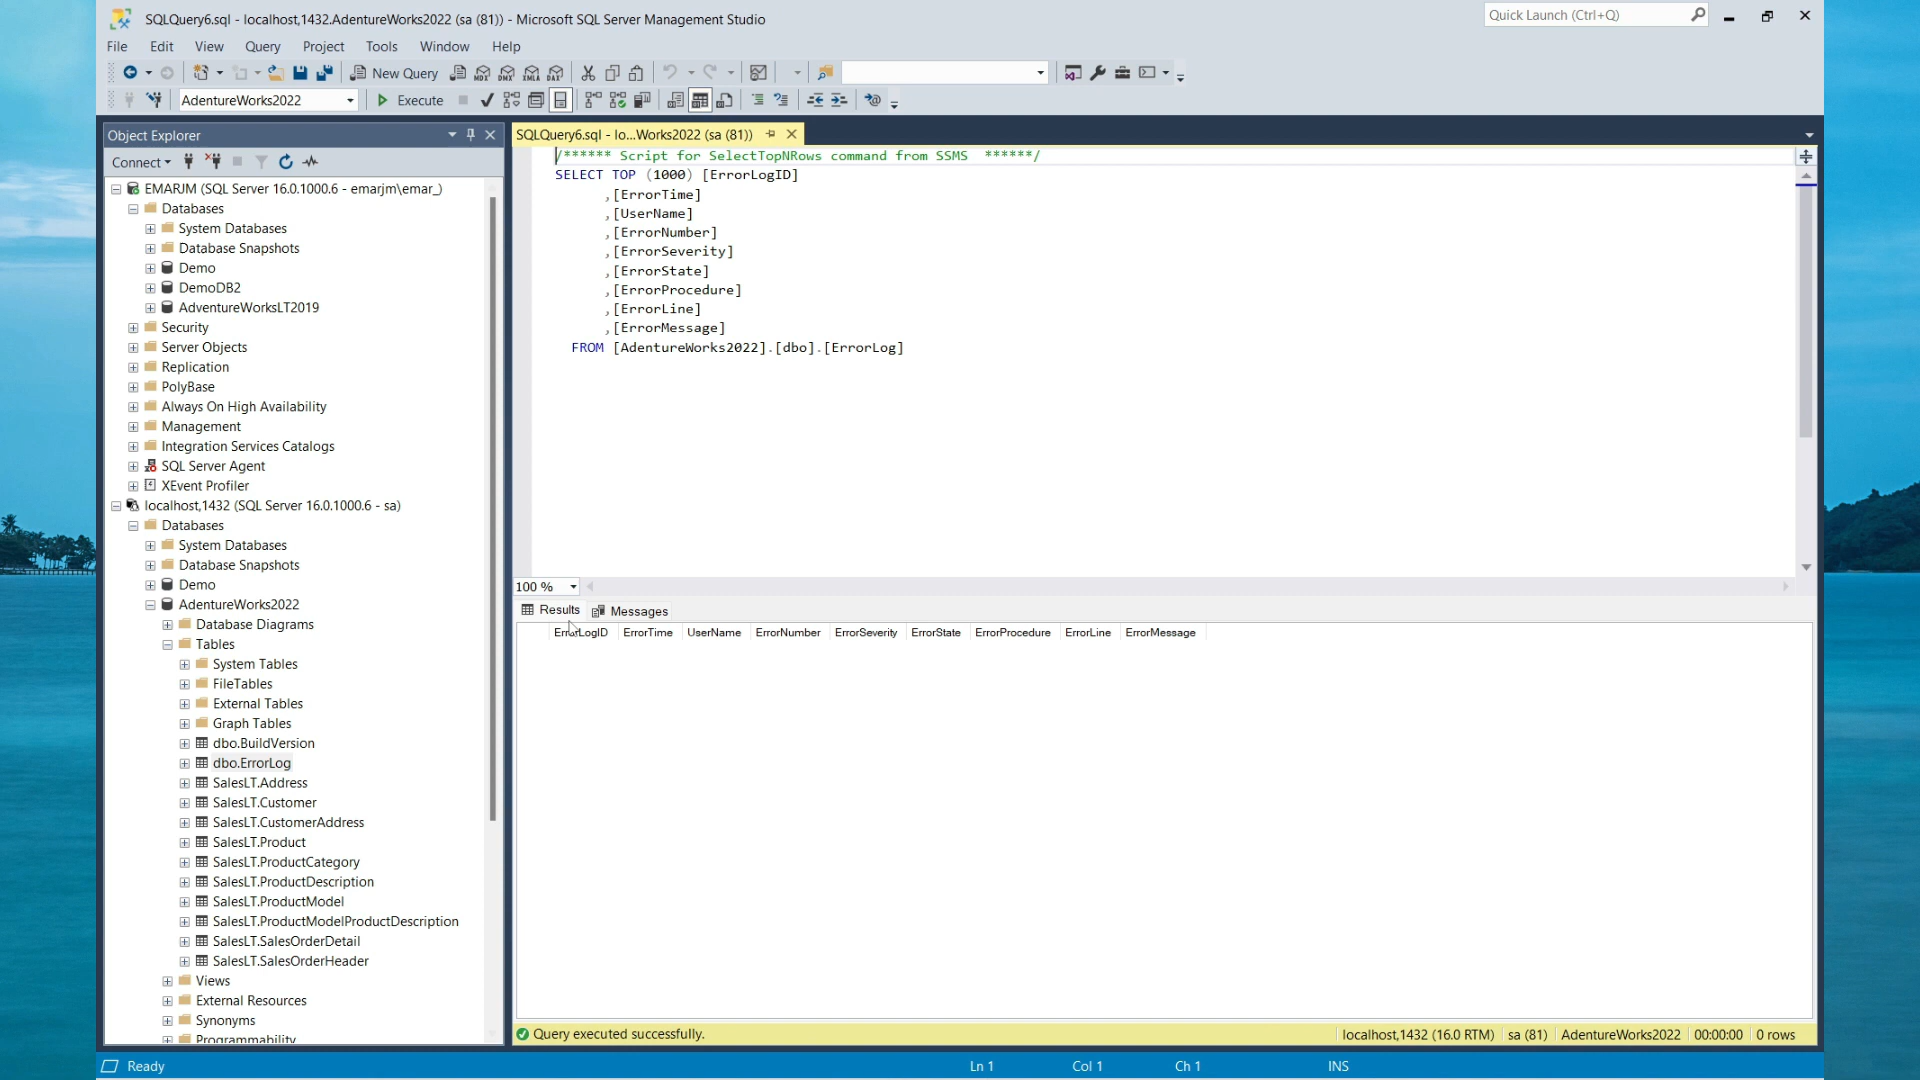 SQLQuery6.sql - localhost,1432.AdentureWorks2022 (sa (81)) - Microsoft SQL Server Management Studio
Quick Launch (Ctrl+Q)
File Edit View Query Project Tools Window Help
New Query MDX DMX XMLA DAX
AdentureWorks2022 Execute
Object Explorer
Connect
EMARJM (SQL Server 16.0.1000.6 - emarjm\emar_)
Databases
System Databases
Database Snapshots
Demo
DemoDB2
AdventureWorksLT2019
Security
Server Objects
Replication
PolyBase
Always On High Availability
Management
Integration Services Catalogs
SQL Server Agent
XEvent Profiler
localhost,1432 (SQL Server 16.0.1000.6 - sa)
Databases
System Databases
Database Snapshots
Demo
AdentureWorks2022
Database Diagrams
Tables
System Tables
FileTables
External Tables
Graph Tables
dbo.BuildVersion
dbo.ErrorLog
SalesLT.Address
SalesLT.Customer
SalesLT.CustomerAddress
SalesLT.Product
SalesLT.ProductCategory
SalesLT.ProductDescription
SalesLT.ProductModel
SalesLT.ProductModelProductDescription
SalesLT.SalesOrderDetail
SalesLT.SalesOrderHeader
Views
External Resources
Synonyms
Programmability
SQLQuery6.sql - lo...Works2022 (sa (81))
/****** Script for SelectTopNRows command from SSMS ******/
SELECT TOP (1000) [ErrorLogID]
,[ErrorTime]
,[UserName]
,[ErrorNumber]
,[ErrorSeverity]
,[ErrorState]
,[ErrorProcedure]
,[ErrorLine]
,[ErrorMessage]
FROM [AdentureWorks2022].[dbo].[ErrorLog]
100 %
Results Messages
ErrorLogID ErrorTime UserName ErrorNumber ErrorSeverity ErrorState ErrorProcedure ErrorLine ErrorMessage
Query executed successfully. localhost,1432 (16.0 RTM) sa (81) AdentureWorks2022 00:00:00 0 rows
Ready Ln 1 Col 1 Ch 1 INS